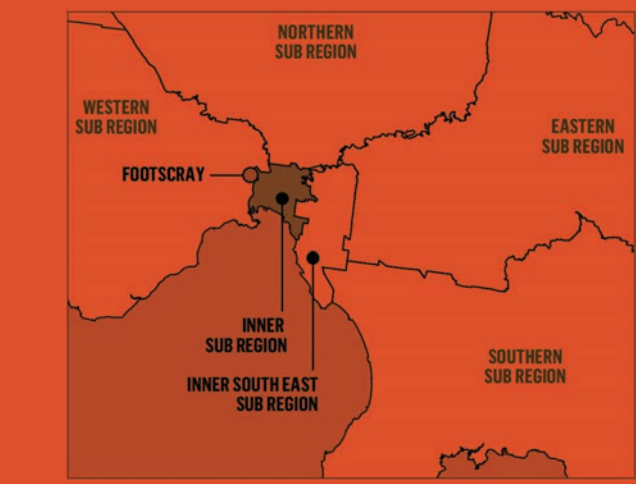 NORTHERN
SUB REGION
WESTERN
SUB REGION
EASTERN
SUB REGION
FOOTSCRAY
INNER
SUB REGION
INNER SOUTH EAST
SUB REGION
SOUTHERN
SUB REGION